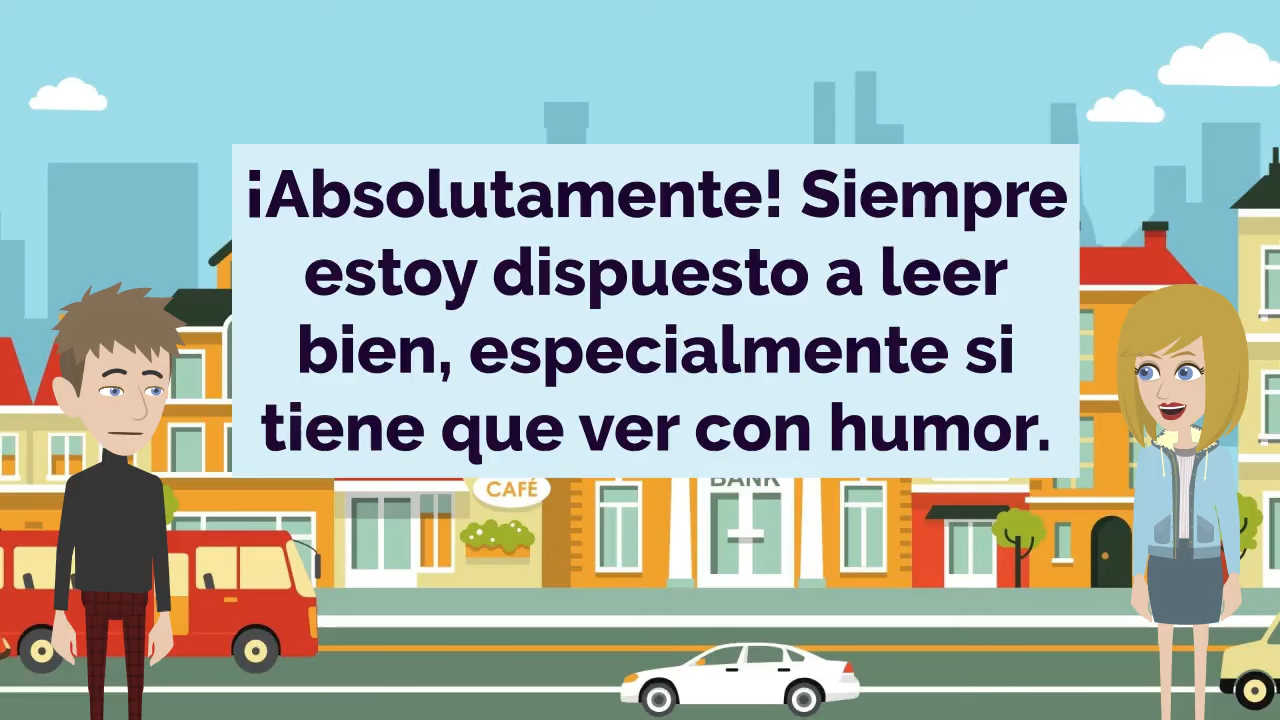 ¡Absolutamente! Siempre
estoy dispuesto a leer
bien, especialmente si
tiene que ver con humor.
CAFÉ
BANK